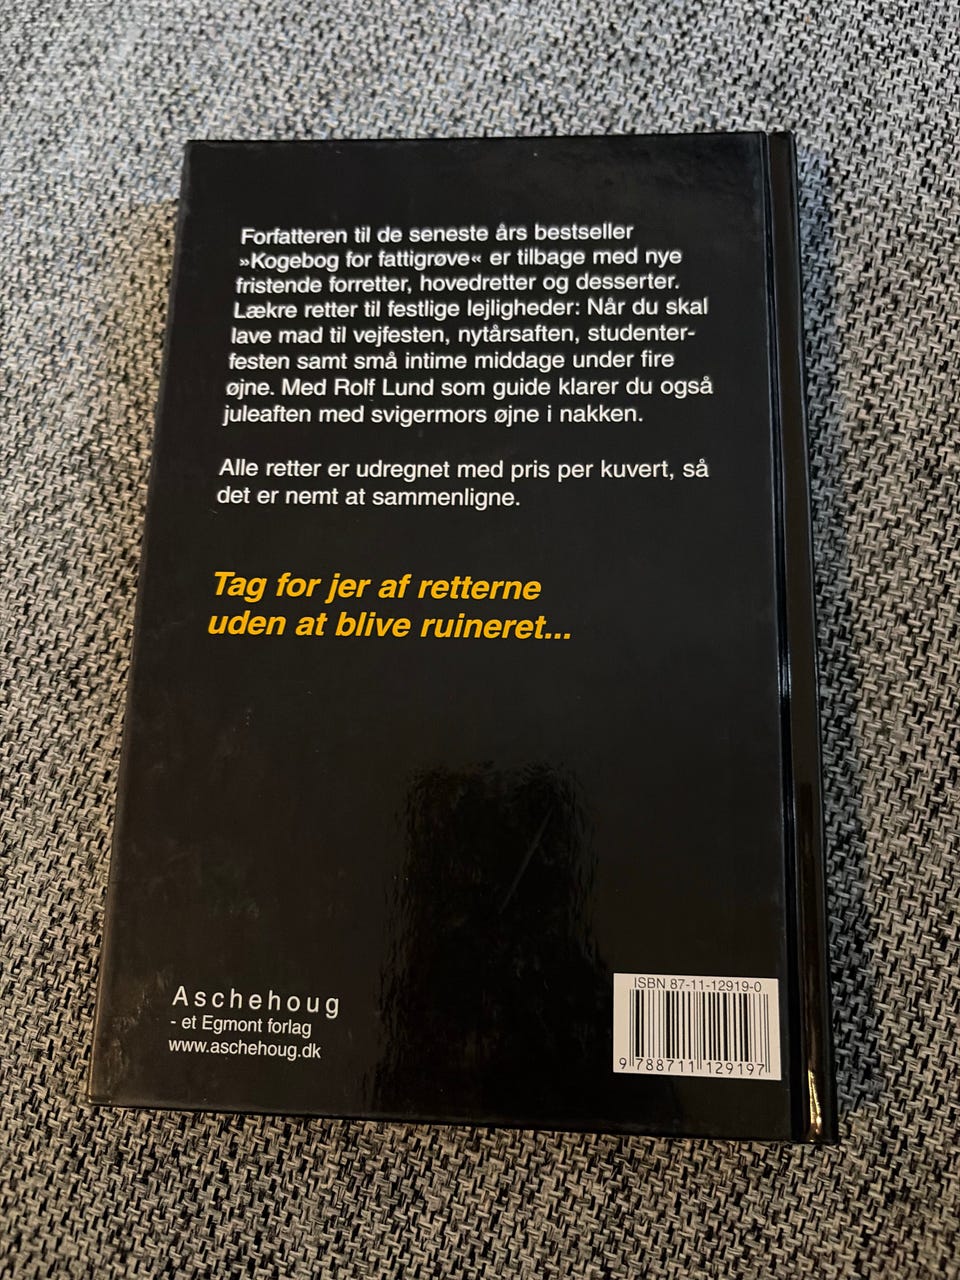 Forfatteren til de seneste års bestseller
»Kogebog for fattigrøve« er tilbage med nye
fristende forretter, hovedretter og desserter.
Lækre retter til festlige lejligheder: Når du skal
lave mad til vejfesten, nytårsaften, studenter-
festen samt små intime middage under fire
øjne. Med Rolf Lund som guide klarer du også
juleaften med svigermors øjne i nakken.
Alle retter er udregnet med pris per kuvert, så
det er nemt at sammenligne.
Tag for jer af retterne
uden at blive ruineret...
Aschehoug
- et Egmont forlag
www.aschehoug.dk
ISBN 87-11-12919-0
9 788711 129197